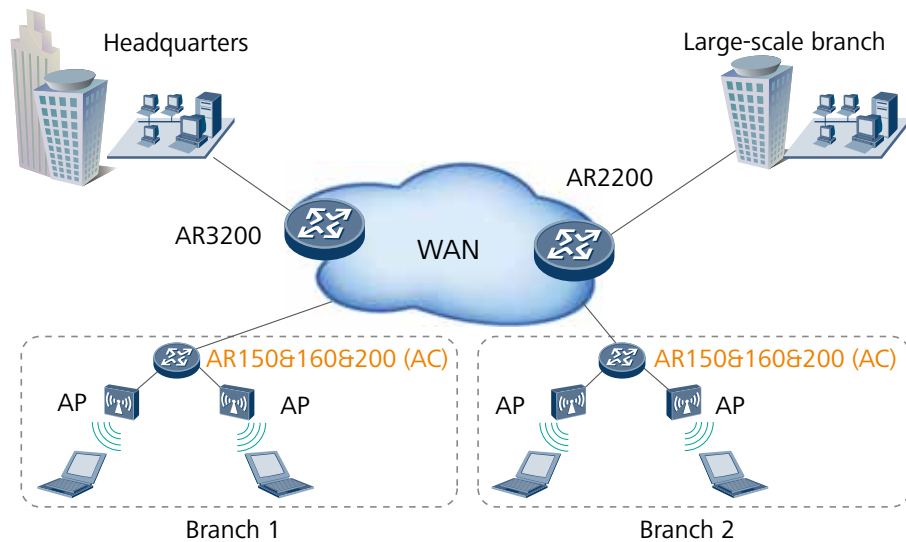 Headquarters
Large-scale branch
AR2200
AR3200
WAN
AR150&160&200 (AC)
AR150&160&200 (AC)
AP
AP
AP
AP
Branch 1
Branch 2